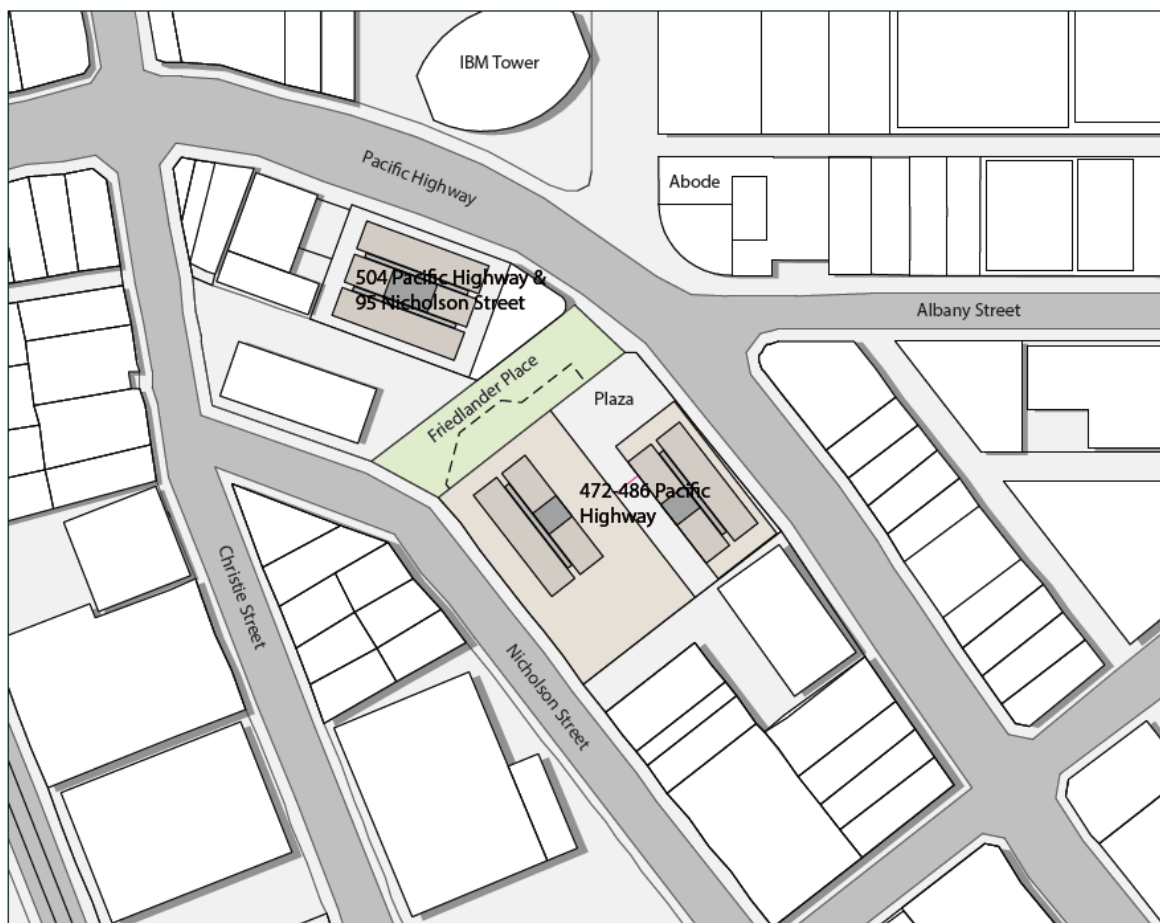 IBM Tower
Pacific Highway
Abode
504 Pacific Highway &
95 Nicholson Street
Albany Street
Friedlander Place
Plaza
472-486 Pacific
Highway
Christie Street
Nicholson Street